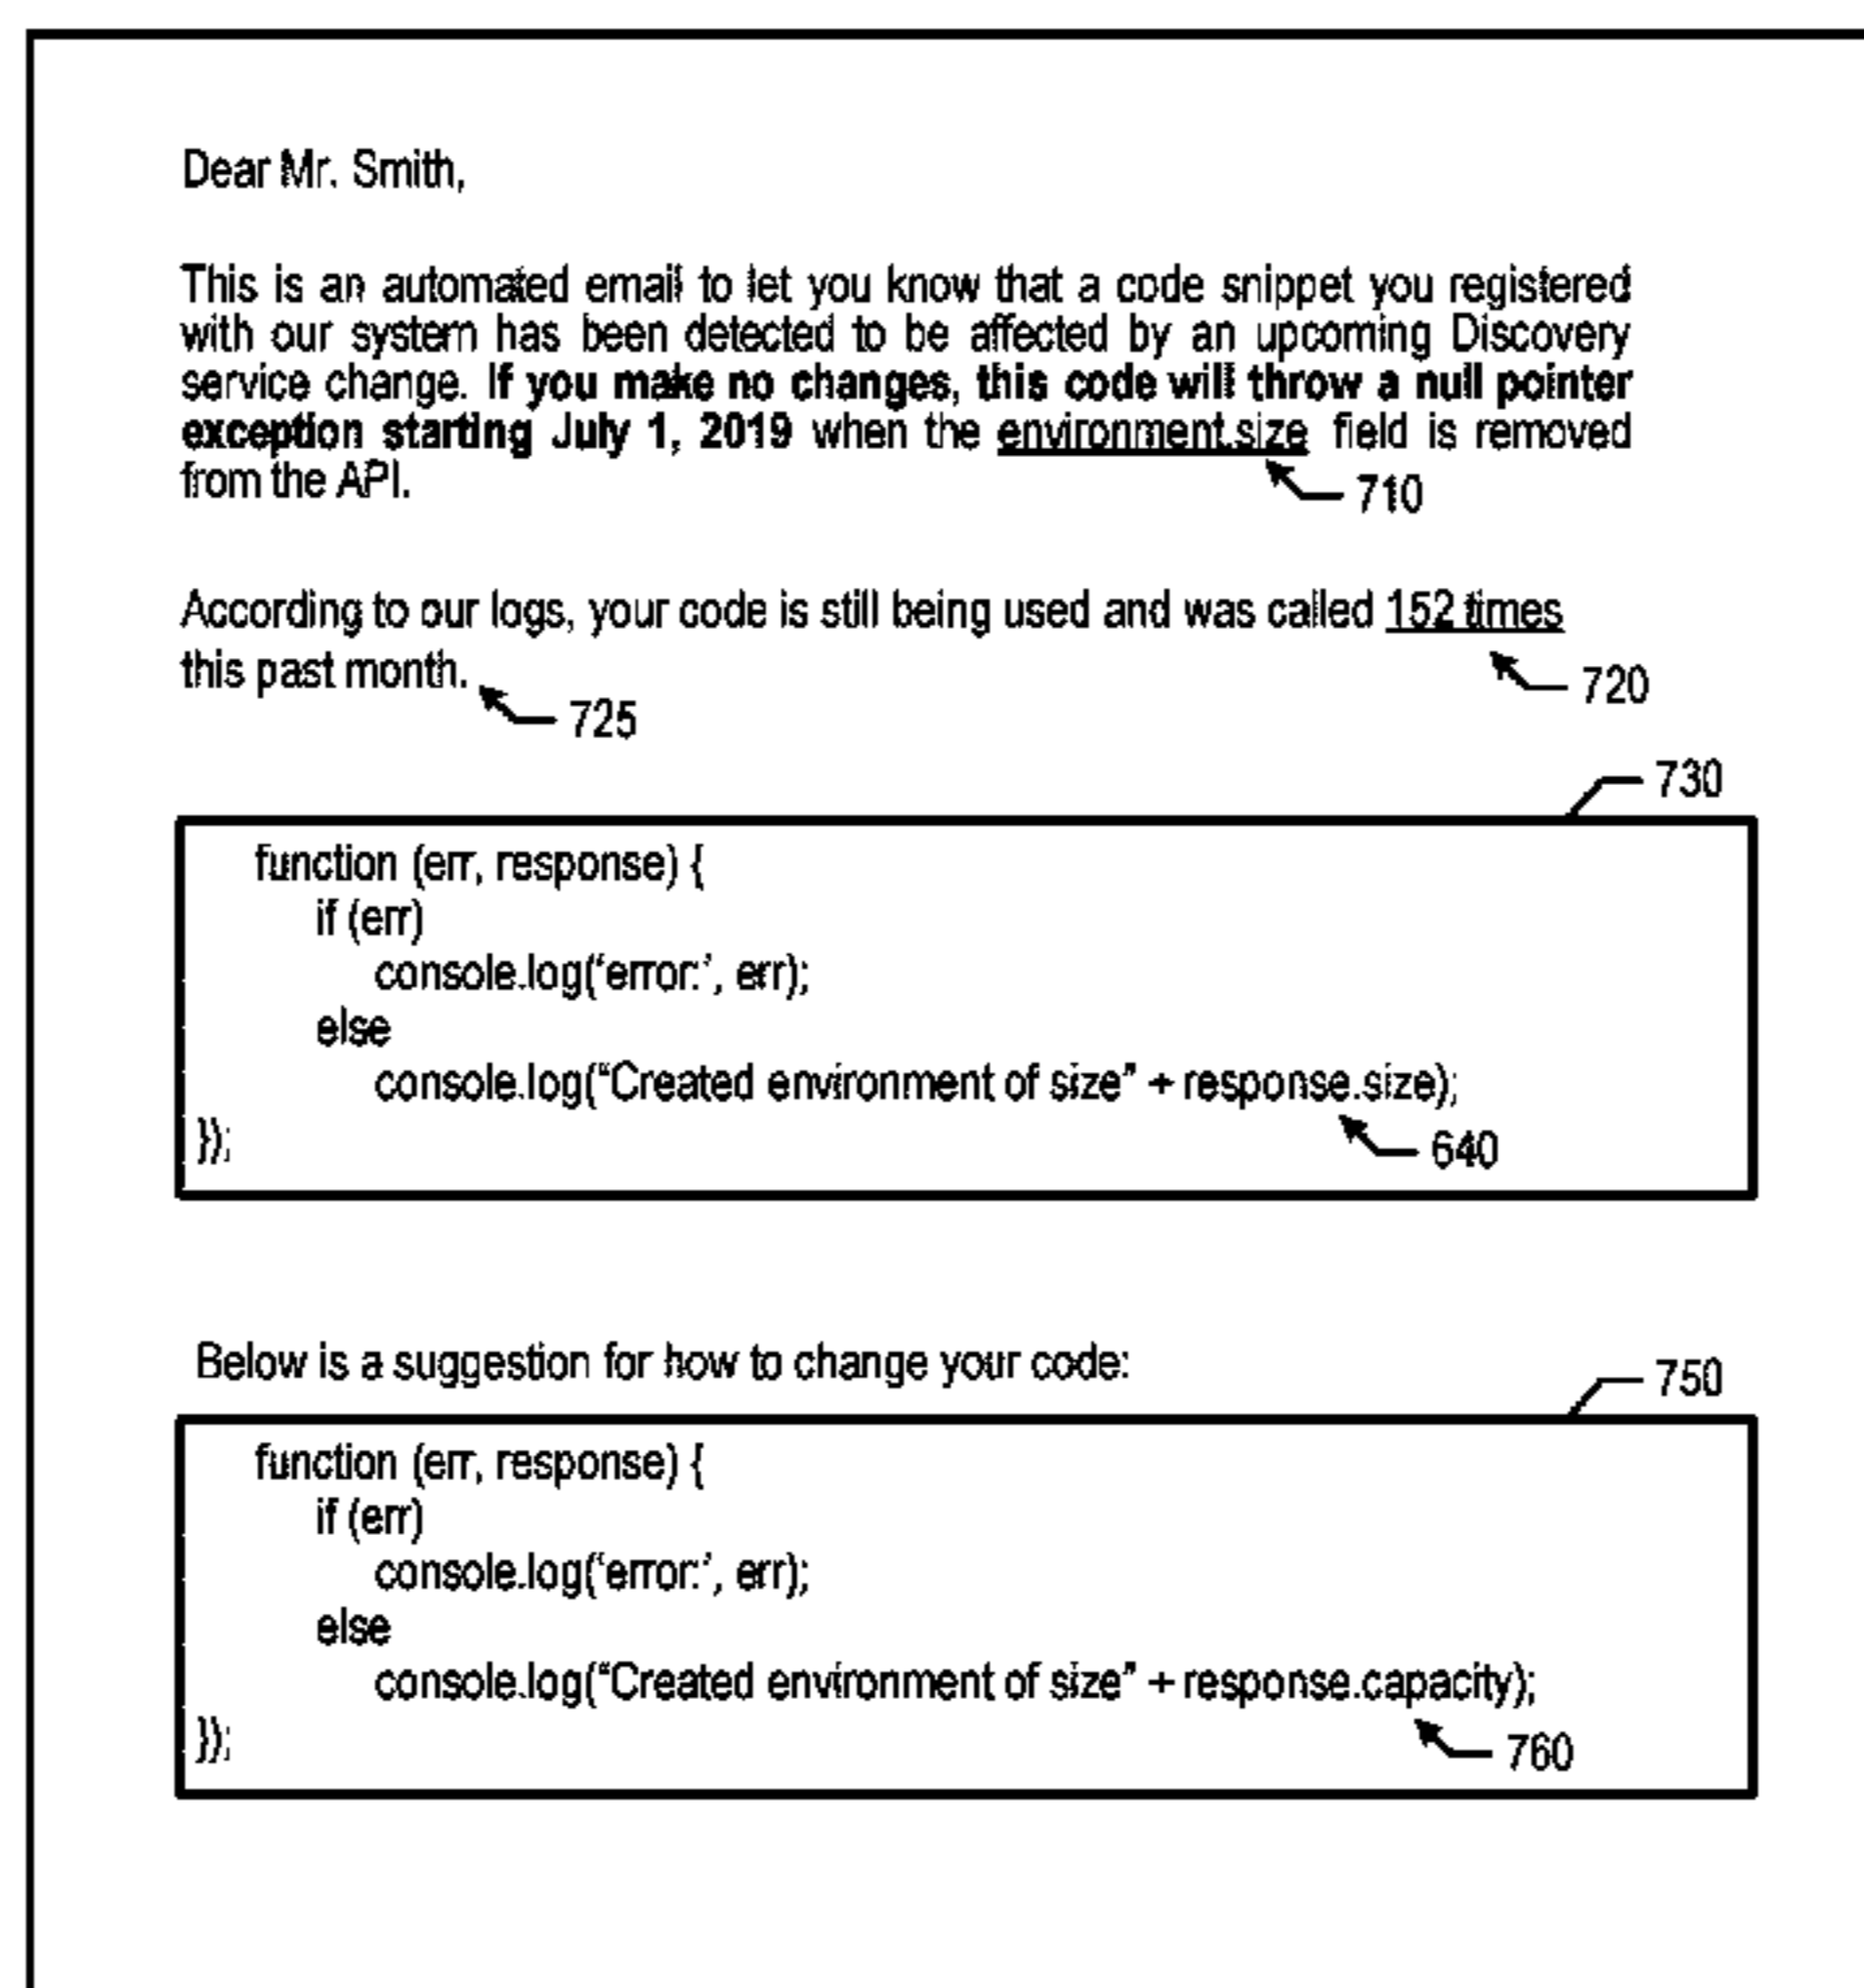 Dear Mr. Smith,
This is an automated email to let you know that a code snippet you registered
with our system has been detected to be affected by an upcoming Discovery
service change. If you make no changes, this code will throw a null pointer
exception starting July 1, 2019 when the environment.size field is removed
from the API.
710
According to our logs, your code is still being used and was called 152 times
this past month.
720
725
730
function (err, response) {
if (err)
console.log('error:', err);
else
console.log("Created environment of size" + response.size);
});
640
Below is a suggestion for how to change your code:
750
function (err, response) {
if (err)
console.log('error:', err);
else
console.log("Created environment of size" + response.capacity);
});
760